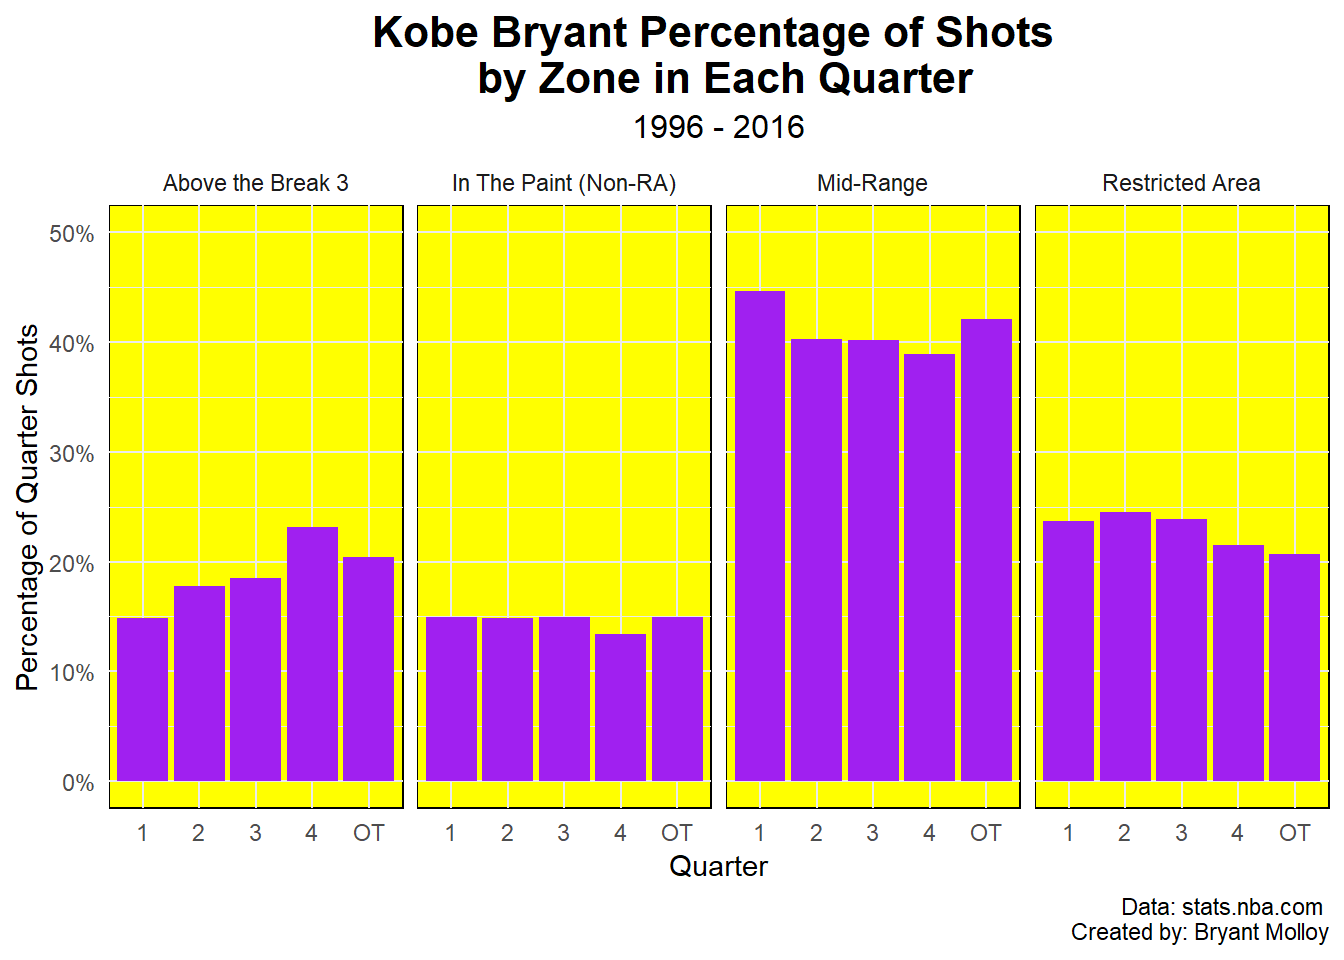 Kobe Bryant Percentage of Shots
by Zone in Each Quarter
1996 - 2016
Above the Break 3
In The Paint (Non-RA)
Mid-Range
Restricted Area
Percentage of Quarter Shots
50%
40%
30%
20%
10%
0%
1 2 3 4 OT
1 2 3 4 OT
1 2 3 4 OT
1 2 3 4 OT
Quarter
Data: stats.nba.com
Created by: Bryant Molloy